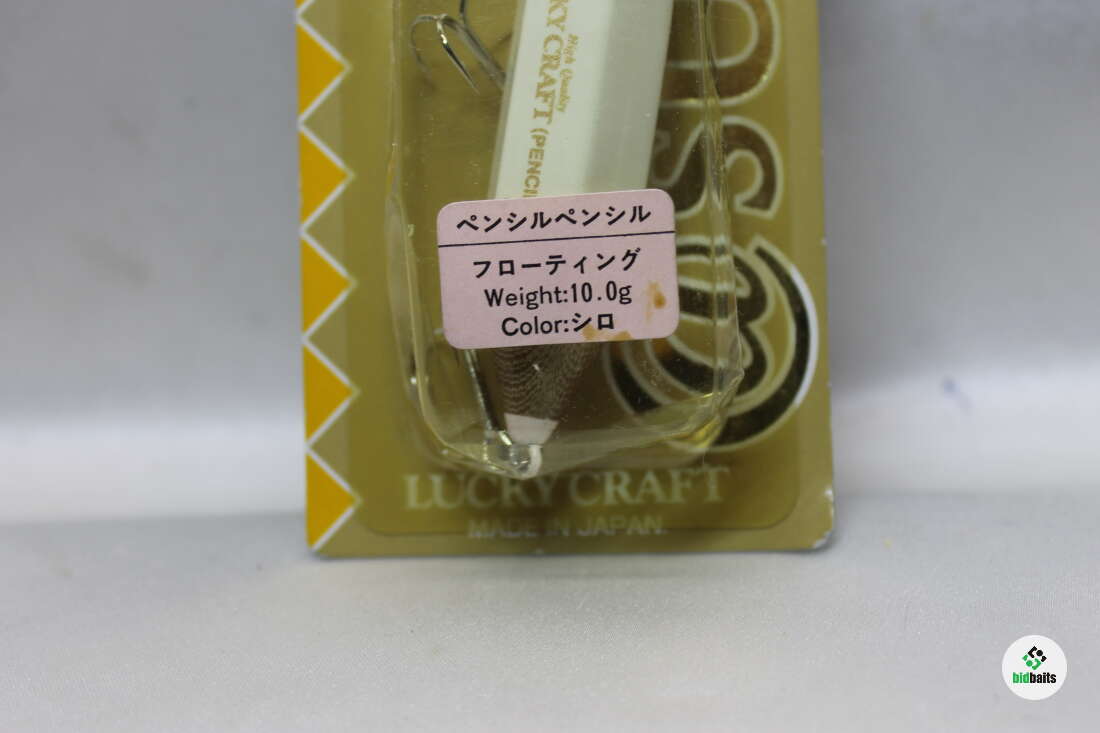 High Quality
KY CRAFT (PENCIL
ペンシルペンシル
フローティング
Weight:10.0g
Color:シロ
LUCKY CRAFT
MADE IN JAPAN.
bidbaits